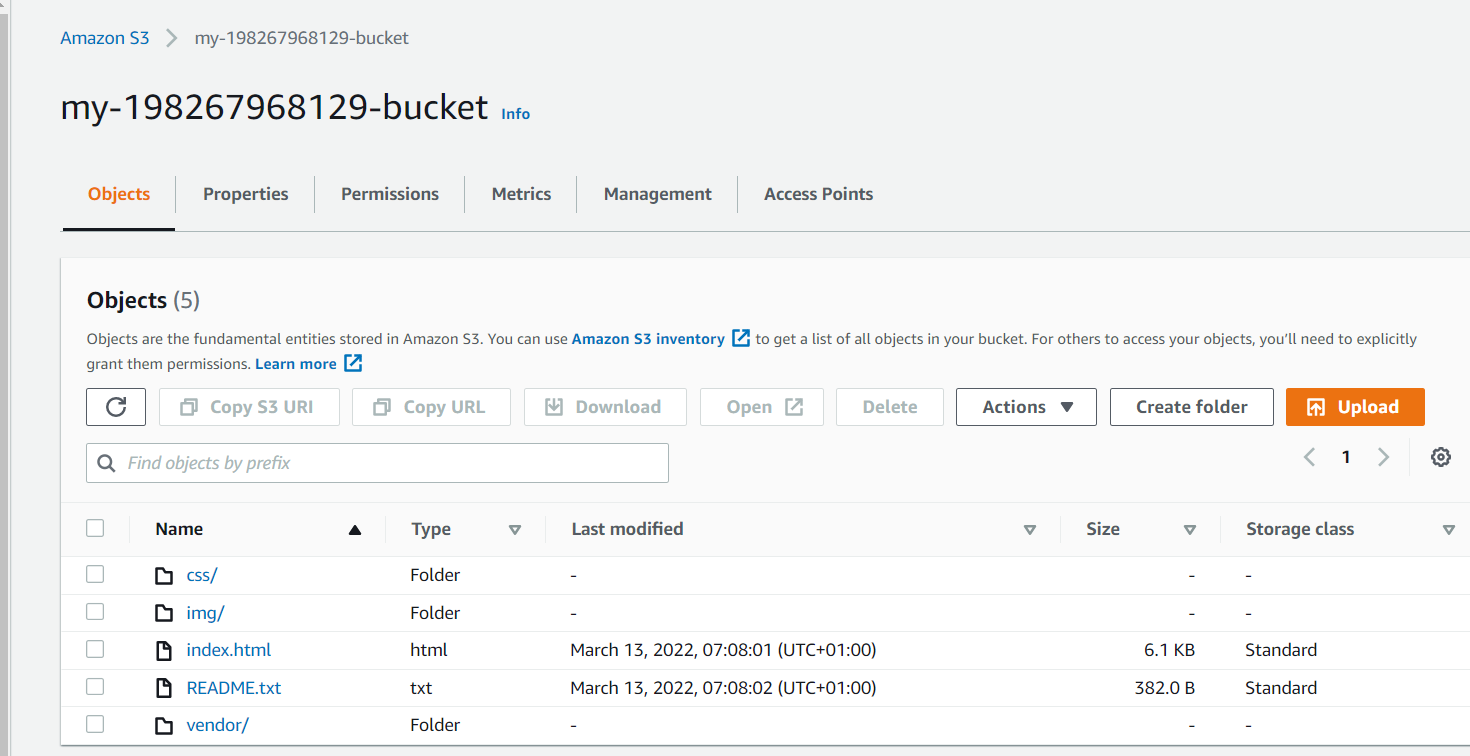 Amazon S3 > my-198267968129-bucket
my-198267968129-bucket Info
Objects Properties Permissions Metrics Management Access Points
Objects (5)
Objects are the fundamental entities stored in Amazon S3. You can use Amazon S3 inventory to get a list of all objects in your bucket. For others to access your objects, you’ll need to explicitly
grant them permissions. Learn more
Copy S3 URI Copy URL Download Open Delete Actions Create folder Upload
Find objects by prefix 1
Name Type Last modified Size Storage class
css/ Folder - - -
img/ Folder - - -
index.html html March 13, 2022, 07:08:01 (UTC+01:00) 6.1 KB Standard
README.txt txt March 13, 2022, 07:08:02 (UTC+01:00) 382.0 B Standard
vendor/ Folder - - -